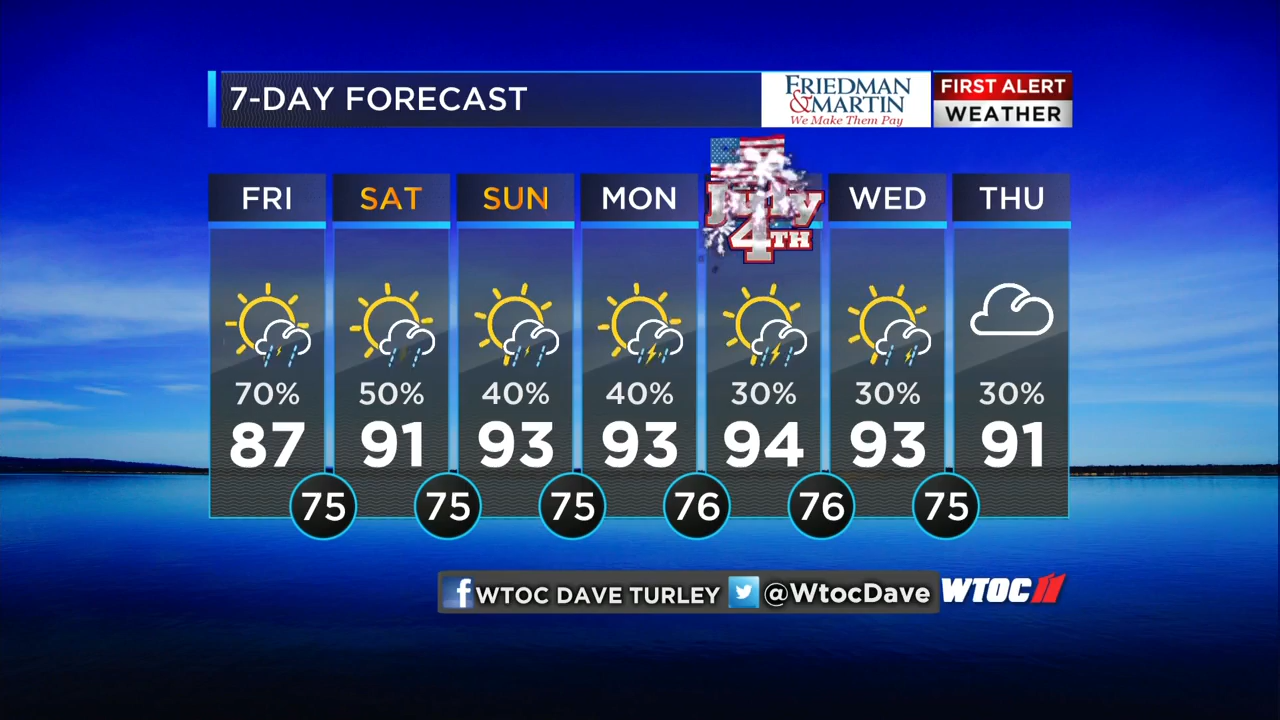 7-DAY FORECAST
FRIEDMAN
&MARTIN
We Make Them Pay
FIRST ALERT
WEATHER
FRI SAT SUN MON July 4TH WED THU
70% 50% 40% 40% 30% 30% 30%
87 91 93 93 94 93 91
75 75 75 76 76 75
f WTOC DAVE TURLEY @WtocDave WTOC 11